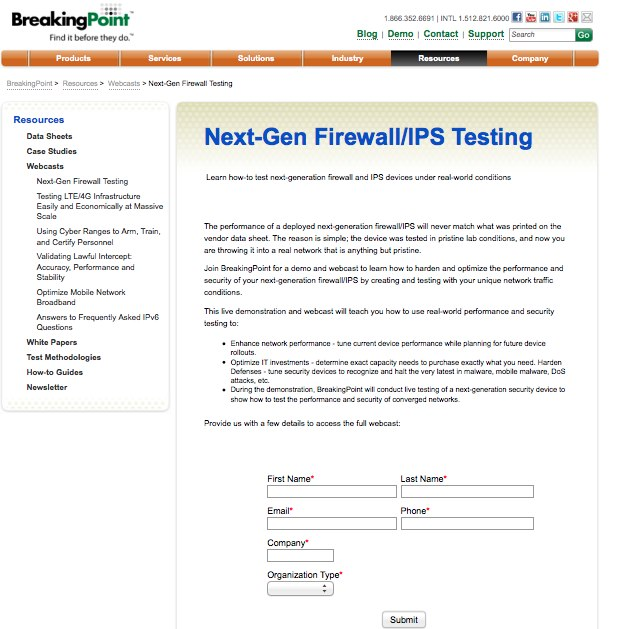 BreakingPoint™
Find it before they do.™
1.866.352.6691 | INTL 1.512.821.6000
Blog | Demo | Contact | Support
Search
Go
Products
Services
Solutions
Industry
Resources
Company
BreakingPoint > Resources > Webcasts > Next-Gen Firewall Testing
Resources
Data Sheets
Case Studies
Webcasts
Next-Gen Firewall Testing
Testing LTE/4G Infrastructure
Easily and Economically at Massive
Scale
Using Cyber Ranges to Arm, Train,
and Certify Personnel
Validating Lawful Intercept:
Accuracy, Performance and
Stability
Optimize Mobile Network
Broadband
Answers to Frequently Asked IPv6
Questions
White Papers
Test Methodologies
How-to Guides
Newsletter
Next-Gen Firewall/IPS Testing
Learn how-to test next-generation firewall and IPS devices under real-world conditions
The performance of a deployed next-generation firewall/IPS will never match what was printed on the
vendor data sheet. The reason is simple; the device was tested in pristine lab conditions, and now you
are throwing it into a real network that is anything but pristine.
Join BreakingPoint for a demo and webcast to learn how to harden and optimize the performance and
security of your next-generation firewall/IPS by creating and testing with your unique network traffic
conditions.
This live demonstration and webcast will teach you how to use real-world performance and security
testing to:
• Enhance network performance - tune current device performance while planning for future device
rollouts.
• Optimize IT investments - determine exact capacity needs to purchase exactly what you need. Harden
Defenses - tune security devices to recognize and halt the very latest in malware, mobile malware, DoS
attacks, etc.
• During the demonstration, BreakingPoint will conduct live testing of a next-generation security device to
show how to test the performance and security of converged networks.
Provide us with a few details to access the full webcast:
First Name*
Last Name*
Email*
Phone*
Company*
Organization Type*
Submit